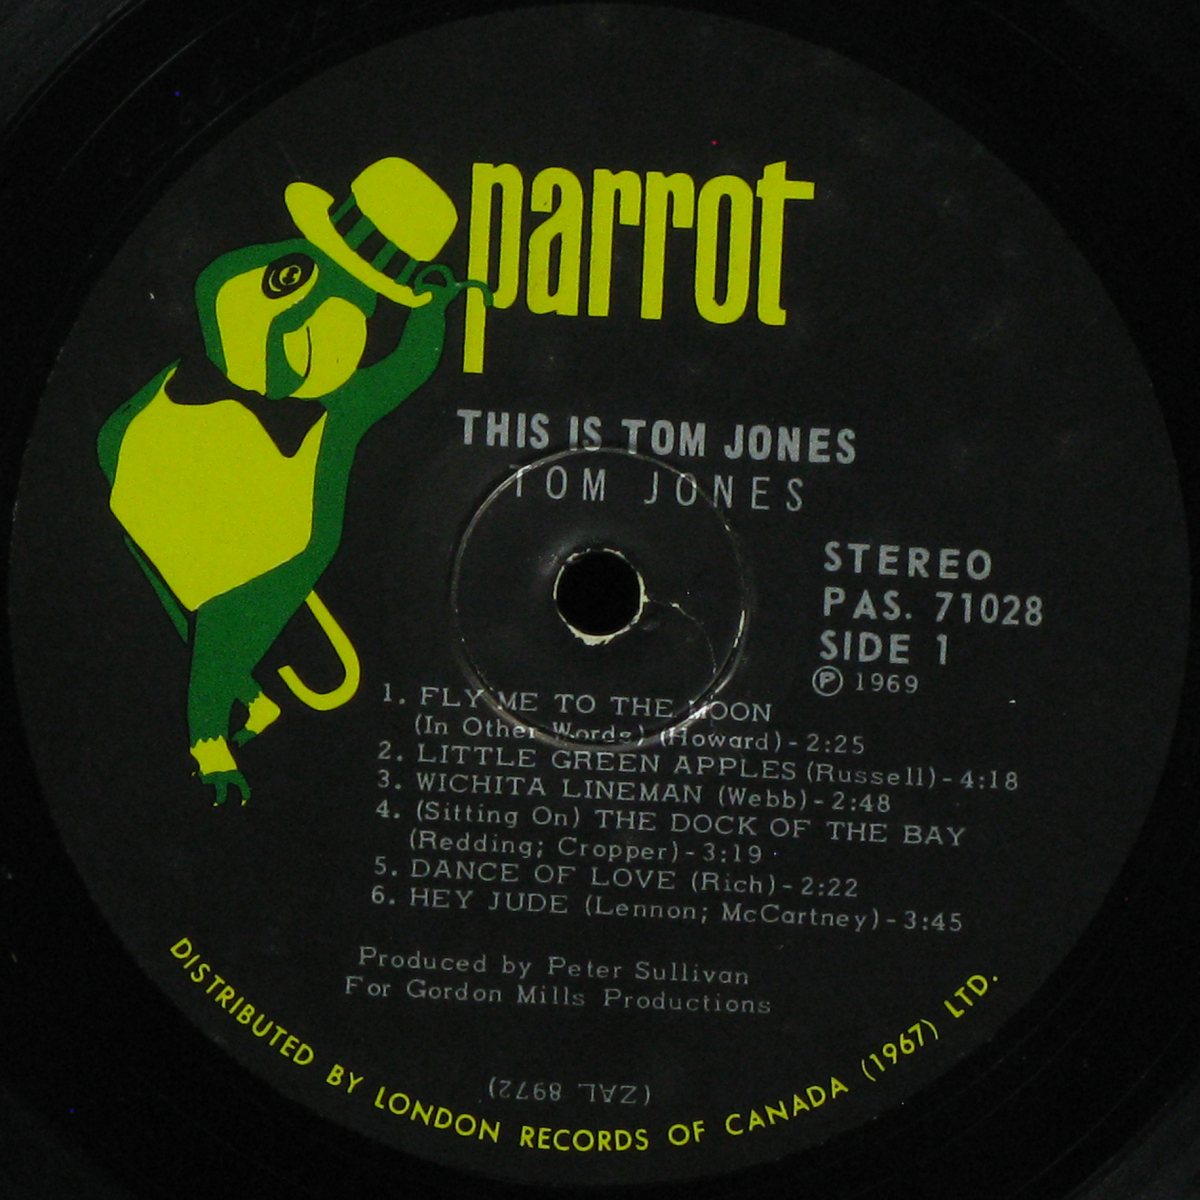 parrot
THIS IS TOM JONES
TOM JONES
STEREO
PAS. 71028
SIDE 1
Ⓟ 1969
1. FLY ME TO THE MOON
(In Other Words) (Howard)-2:25
2. LITTLE GREEN APPLES (Russell)-4:18
3. WICHITA LINEMAN (Webb)-2:48
4. (Sitting On) THE DOCK OF THE BAY
(Redding; Cropper)-3:19
5. DANCE OF LOVE (Rich)-2:22
6. HEY JUDE (Lennon; McCartney)-3:45
Produced by Peter Sullivan
For Gordon Mills Productions
(ZAL 8972)
DISTRIBUTED BY LONDON RECORDS OF CANADA (1967) LTD.